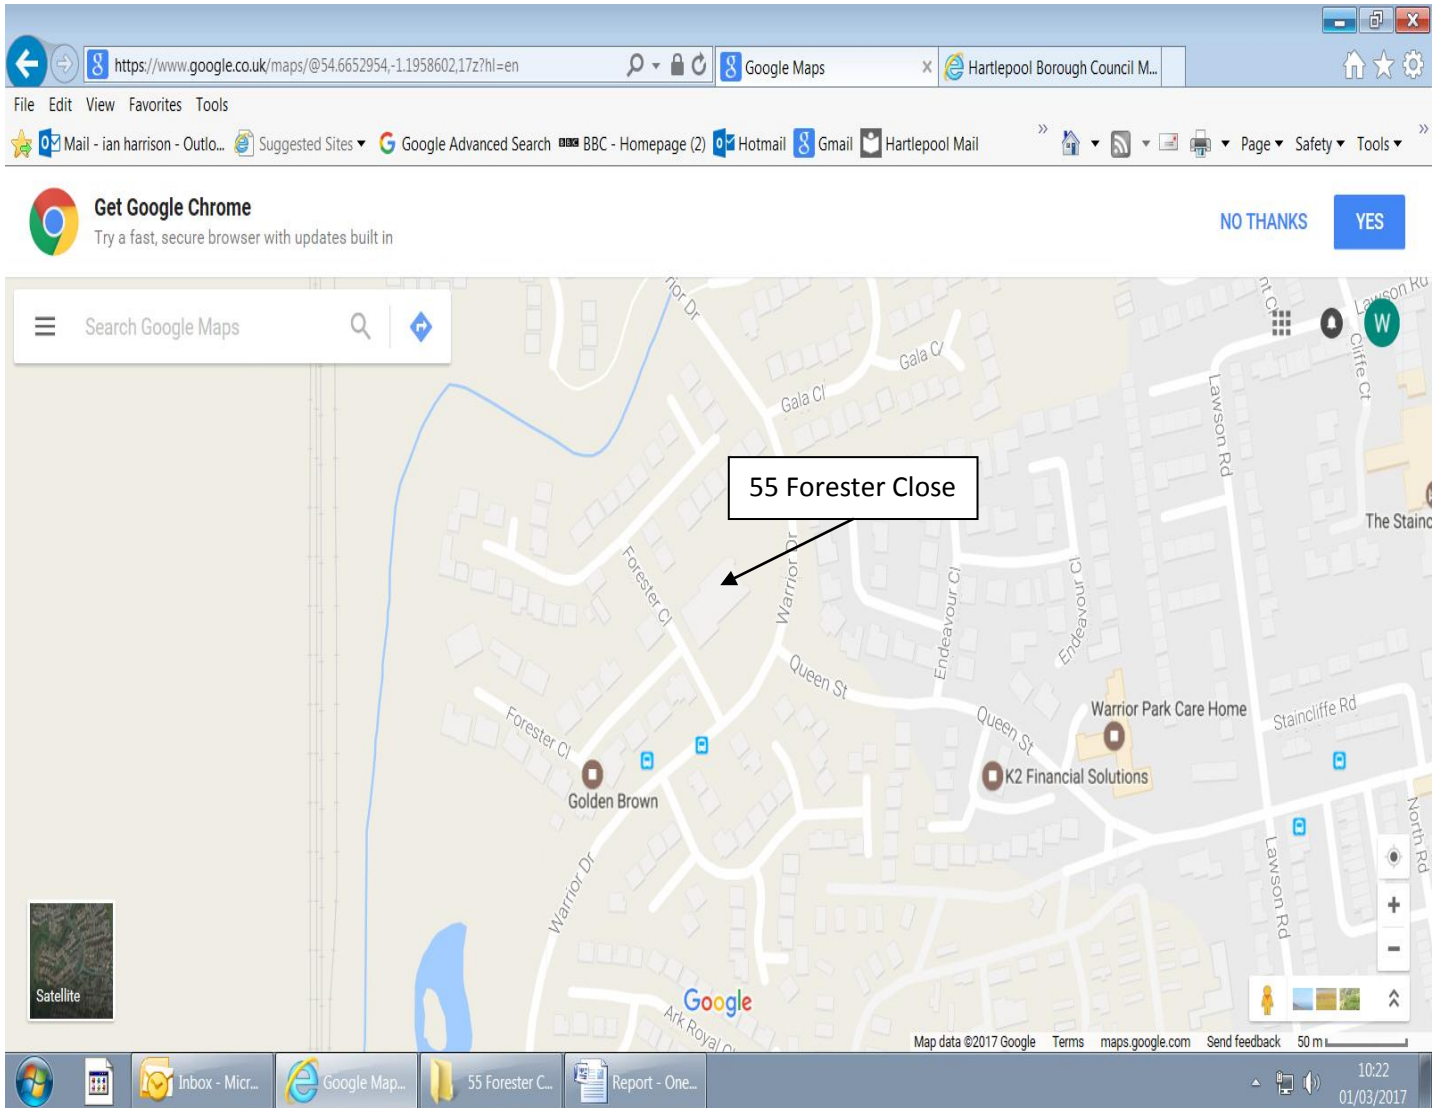 https://www.google.co.uk/maps/@54.6652954,-1.1958602,17z?hl=en
Google Maps
Hartlepool Borough Council M...
File Edit View Favorites Tools
Mail - ian harrison - Outlo...
Suggested Sites
Google Advanced Search
BBC - Homepage (2)
Hotmail
Gmail
Hartlepool Mail
Page
Safety
Tools
Get Google Chrome
Try a fast, secure browser with updates built in
NO THANKS
YES
Search Google Maps
W
rior Dr
nt Cl
Lawson Rd
Cliffe Ct
Gala Cl
Gala Cl
Lawson Rd
55 Forester Close
The Stainc
Forester Cl
Warrior Dr
Endeavour Cl
Endeavour Cl
Queen St
Queen St
Warrior Park Care Home
Staincliffe Rd
Forester Cl
Golden Brown
K2 Financial Solutions
North Rd
Lawson Rd
Warrior Dr
Satellite
Google
Ark Royal
Map data ©2017 Google Terms maps.google.com Send feedback 50 m
Inbox - Micr...
Google Map...
55 Forester C...
Report - One...
10:22
01/03/2017